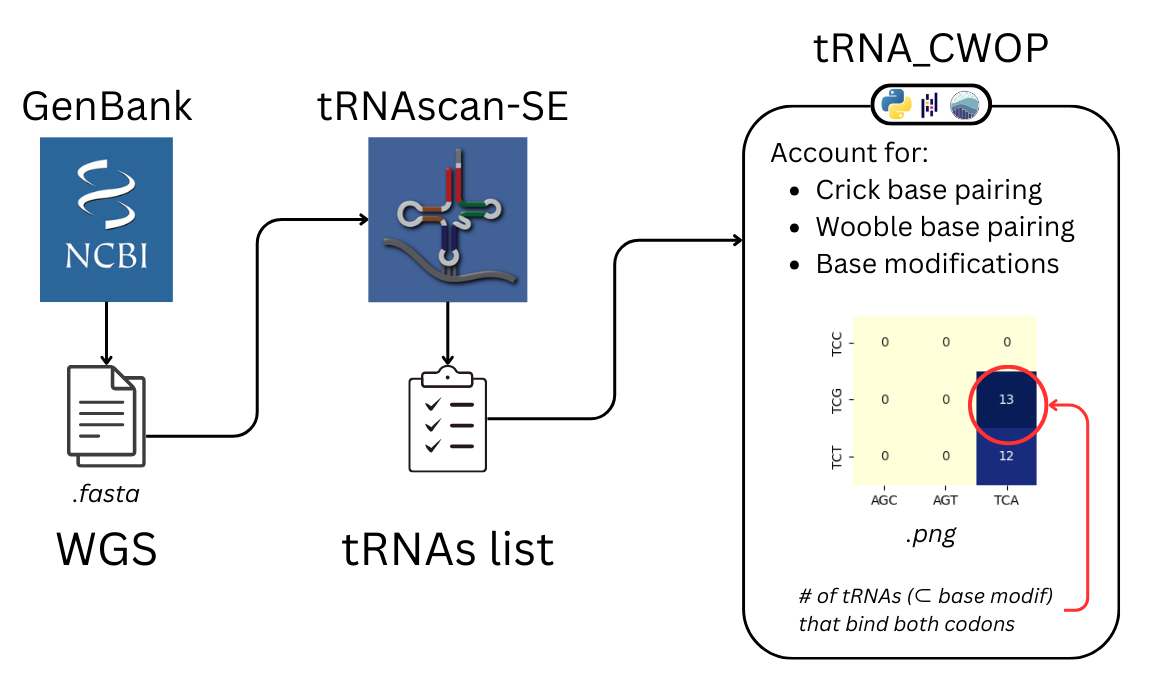 GenBank
NCBI
.fasta
WGS
tRNAscan-SE
tRNAs list
tRNA_CWOP
Account for:
• Crick base pairing
• Wooble base pairing
• Base modifications
TCC 0 0 0
TCG 0 0 13
TCT 0 0 12
AGC AGT TCA
.png
# of tRNAs (⊂ base modif)
that bind both codons